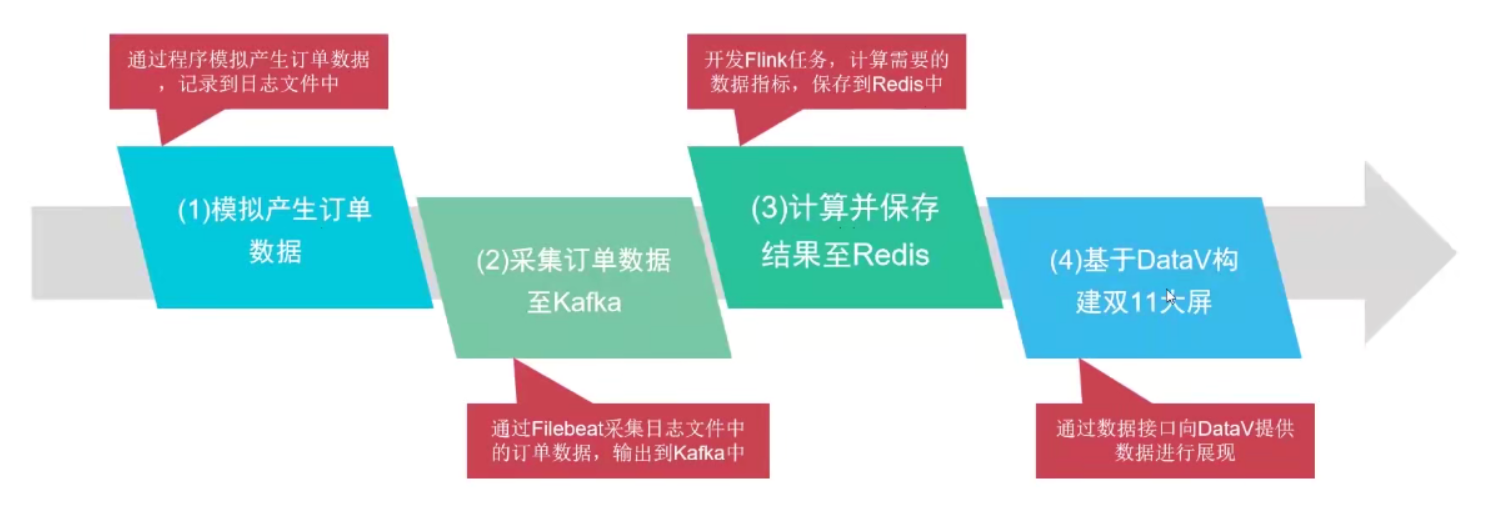 通过程序模拟产生订单数据
，记录到日志文件中
(1)模拟产生订单
数据
(2)采集订单数据
至Kafka
通过Filebeat采集日志文件中
的订单数据，输出到Kafka中
开发Flink任务，计算需要的
数据指标，保存到Redis中
(3)计算并保存
结果至Redis
(4)基于DataV构
建双11大屏
通过数据接口向DataV提供
数据进行展现